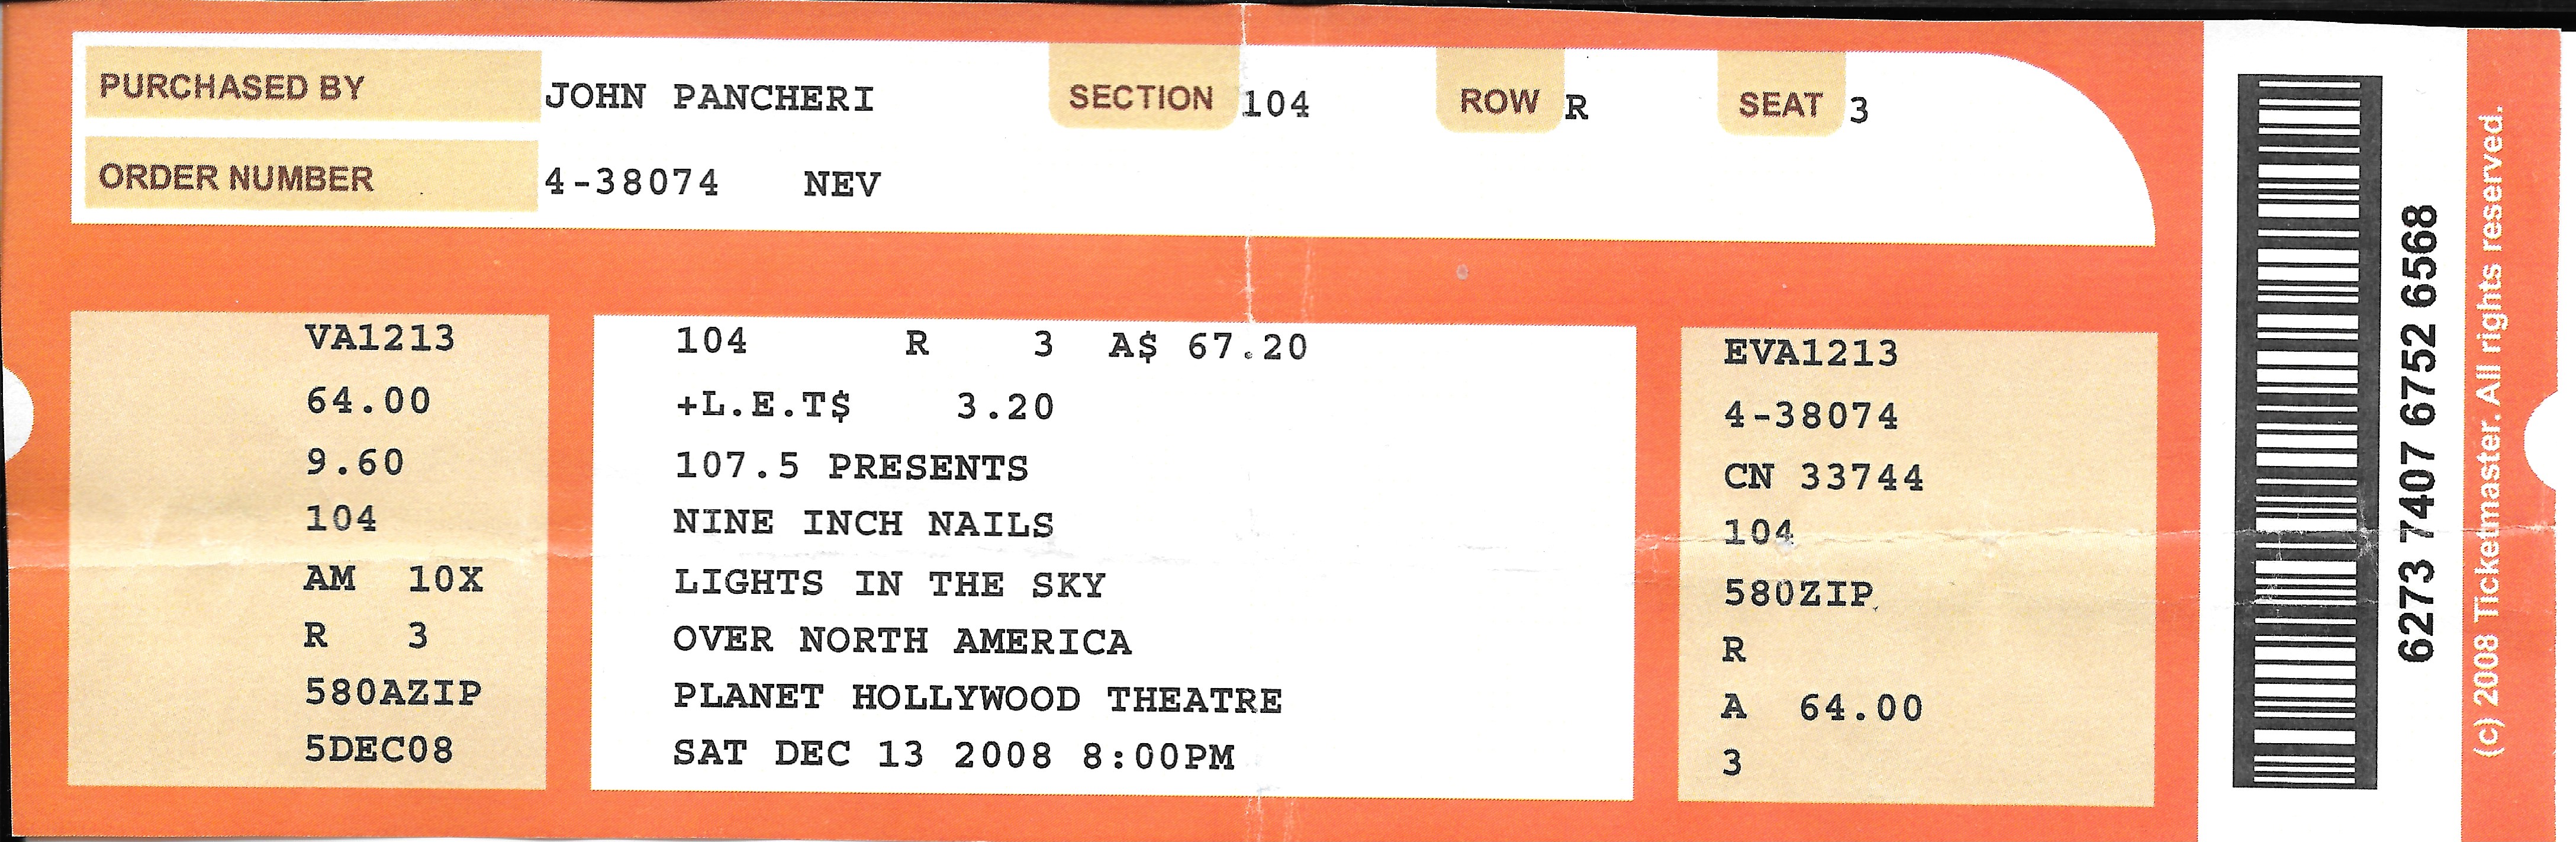 PURCHASED BY JOHN PANCHERI SECTION 104 ROW R SEAT 3
ORDER NUMBER 4-38074 NEV
VA1213
64.00
9.60
104
AM 10X
R 3
580AZIP
5DEC08
104 R 3 A$ 67.20
+L.E.T$ 3.20
107.5 PRESENTS
NINE INCH NAILS
LIGHTS IN THE SKY
OVER NORTH AMERICA
PLANET HOLLYWOOD THEATRE
SAT DEC 13 2008 8:00PM
EVA1213
4-38074
CN 33744
104
580ZIP
R
A 64.00
3
6273 7407 6752 6568
(c) 2008 Ticketmaster. All rights reserved.